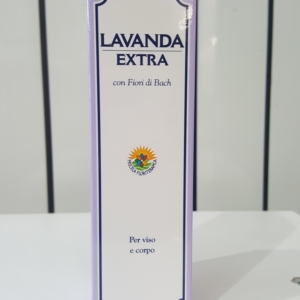 LAVANDA
EXTRA
con Fiori di Bach
Per viso
e corpo